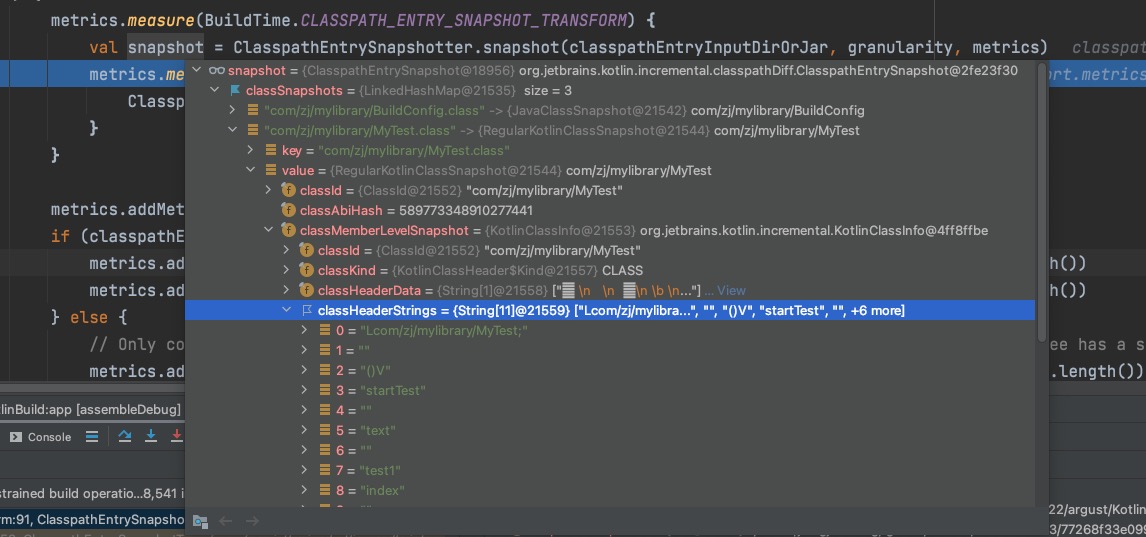 metrics.measure(BuildTime.CLASSPATH_ENTRY_SNAPSHOT_TRANSFORM) {
val snapshot = ClasspathEntrySnapshotter.snapshot(classpathEntryInputDirOrJar, granularity, metrics) classpat
metrics.me
snapshot = {ClasspathEntrySnapshot@18956} org.jetbrains.kotlin.incremental.classpathDiff.ClasspathEntrySnapshot@2fe23f30
ort.metrics
classSnapshots = {LinkedHashMap@21535} size = 3
Classp
"com/zj/mylibrary/BuildConfig.class" -> {JavaClassSnapshot@21542} com/zj/mylibrary/BuildConfig
}
"com/zj/mylibrary/MyTest.class" -> {RegularKotlinClassSnapshot@21544} com/zj/mylibrary/MyTest
}
key = "com/zj/mylibrary/MyTest.class"
value = {RegularKotlinClassSnapshot@21544} com/zj/mylibrary/MyTest
classId = {ClassId@21552} "com/zj/mylibrary/MyTest"
metrics.addMet
classAbiHash = 589773348910277441
if (classpathE
classMemberLevelSnapshot = {KotlinClassInfo@21553} org.jetbrains.kotlin.incremental.KotlinClassInfo@4ff8ffbe
classId = {ClassId@21552} "com/zj/mylibrary/MyTest"
metrics.ad
h())
classKind = {KotlinClassHeader$Kind@21557} CLASS
metrics.ad
classHeaderData = {String[1]@21558} ["\n \n \n \b \n..."] ... View
h())
} else {
classHeaderStrings = {String[11]@21559} ["Lcom/zj/mylibra...", "", "()V", "startTest", "", +6 more]
0 = "Lcom/zj/mylibrary/MyTest;"
// Only co
ee has a s
1 = ""
metrics.ad
2 = "()V"
.length())
3 = "startTest"
linBuild:app [assembleDebug]
4 = ""
Console
5 = "text"
6 = ""
7 = "test1"
strained build operatio...8,541 i
8 = "index"
rm:91, ClasspathEntrySnapsho
22/argust/Kotlin
3/77268f33e099